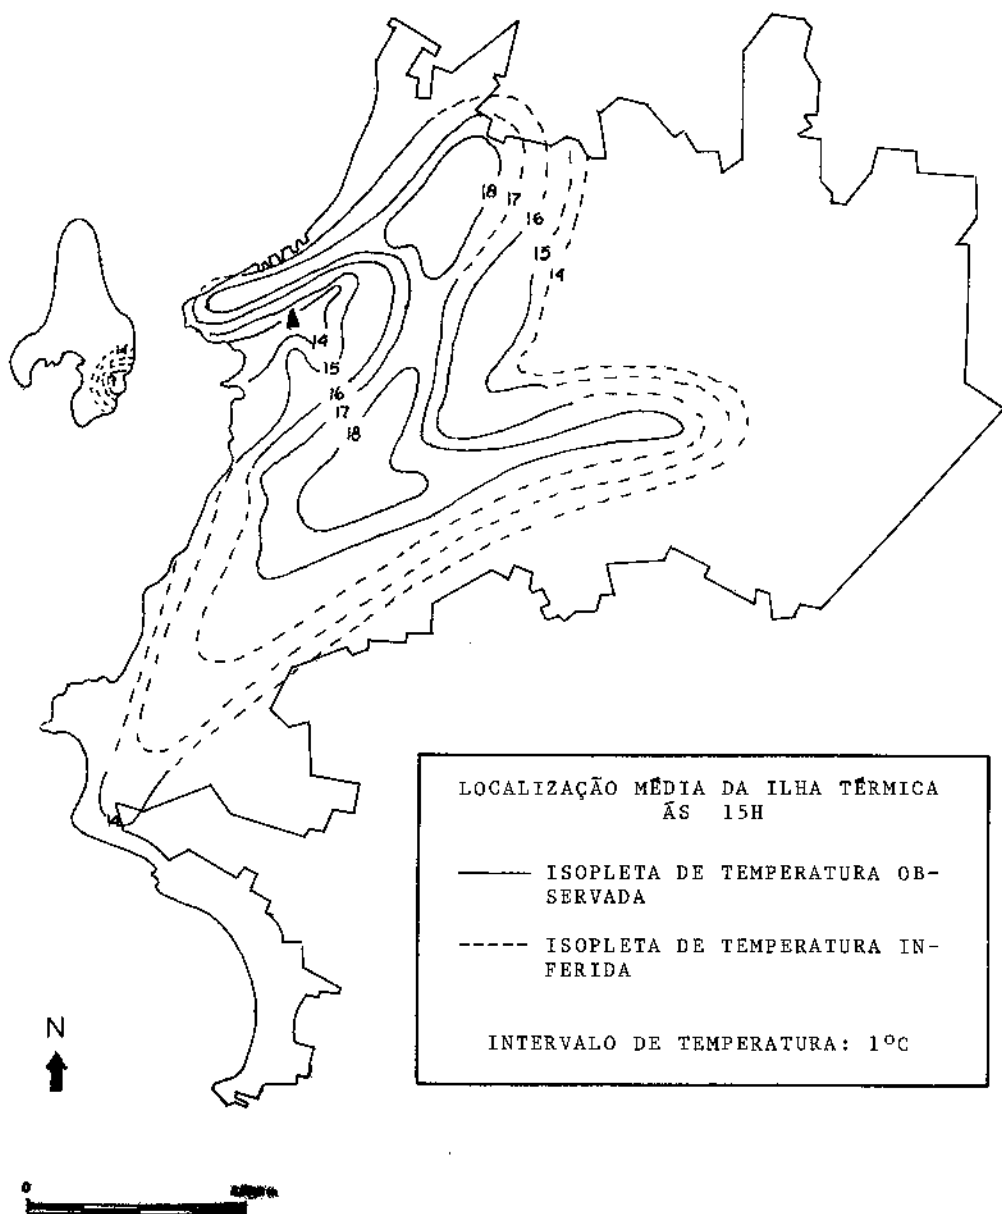 18
17
16
15
14
14
15
16
17
18
14
14
LOCALIZAÇÃO MÉDIA DA ILHA TÉRMICA
ÀS 15H
ISOPLETA DE TEMPERATURA OB-
SERVADA
ISOPLETA DE TEMPERATURA IN-
FERIDA
INTERVALO DE TEMPERATURA: 1°C
N
0